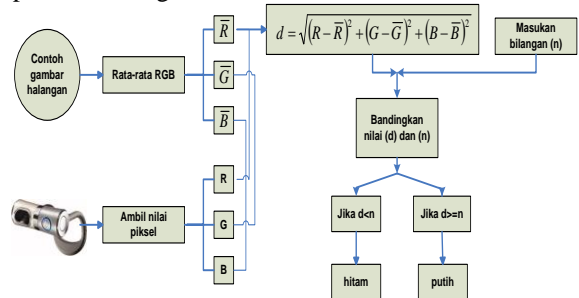 Contoh
gambar
halangan
Rata-rata RGB
R̅
G̅
B̅
d = √((R−R̅)² + (G−G̅)² + (B−B̅)²)
Masukan
bilangan (n)
Bandingkan
nilai (d) dan (n)
Ambil nilai
piksel
R
G
B
Jika d<n
Jika d>=n
hitam
putih